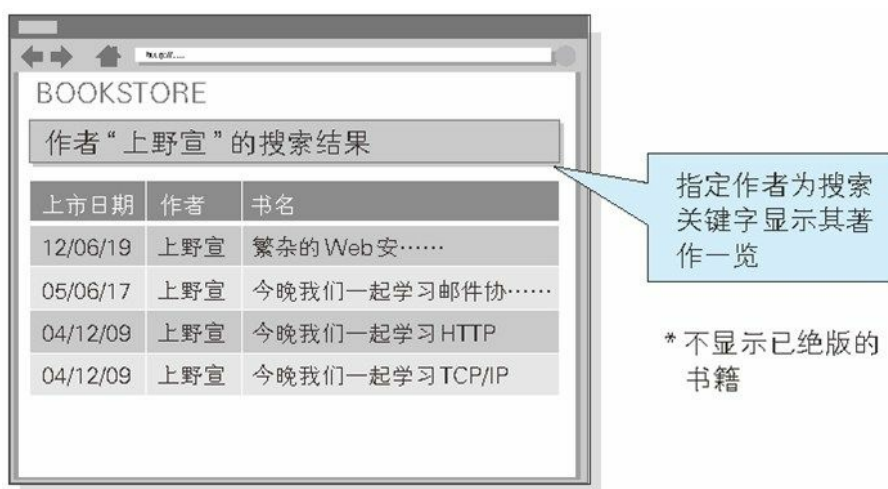 BOOKSTORE
作者“上野宣”的搜索结果
上市日期 作者 书名
12/06/19 上野宣 繁杂的Web安……
05/06/17 上野宣 今晚我们一起学习邮件协……
04/12/09 上野宣 今晚我们一起学习HTTP
04/12/09 上野宣 今晚我们一起学习TCP/IP
指定作者为搜索
关键字显示其著
作一览
*不显示已绝版的
书籍